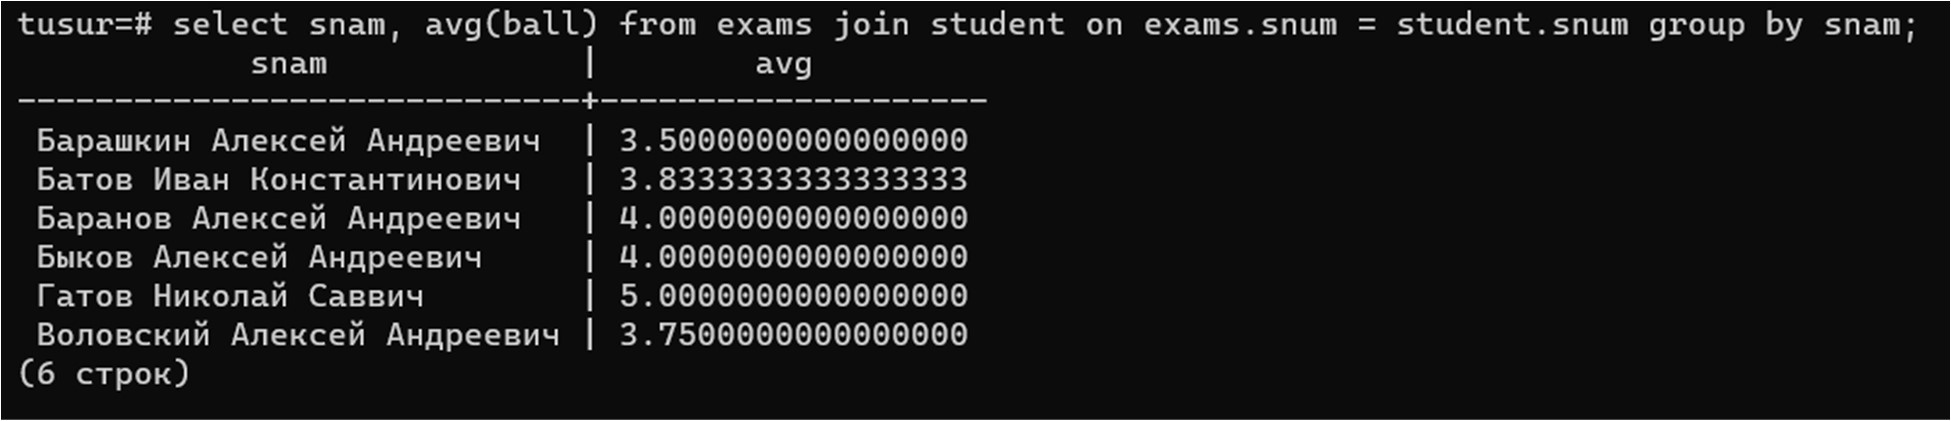 tusur=# select snam, avg(ball) from exams join student on exams.snum = student.snum group by snam;
snam | avg
-----------------------------+--------------------
Барашкин Алексей Андреевич | 3.5000000000000000
Батов Иван Константинович | 3.8333333333333333
Баранов Алексей Андреевич | 4.0000000000000000
Быков Алексей Андреевич | 4.0000000000000000
Гатов Николай Саввич | 5.0000000000000000
Воловский Алексей Андреевич | 3.7500000000000000
(6 строк)